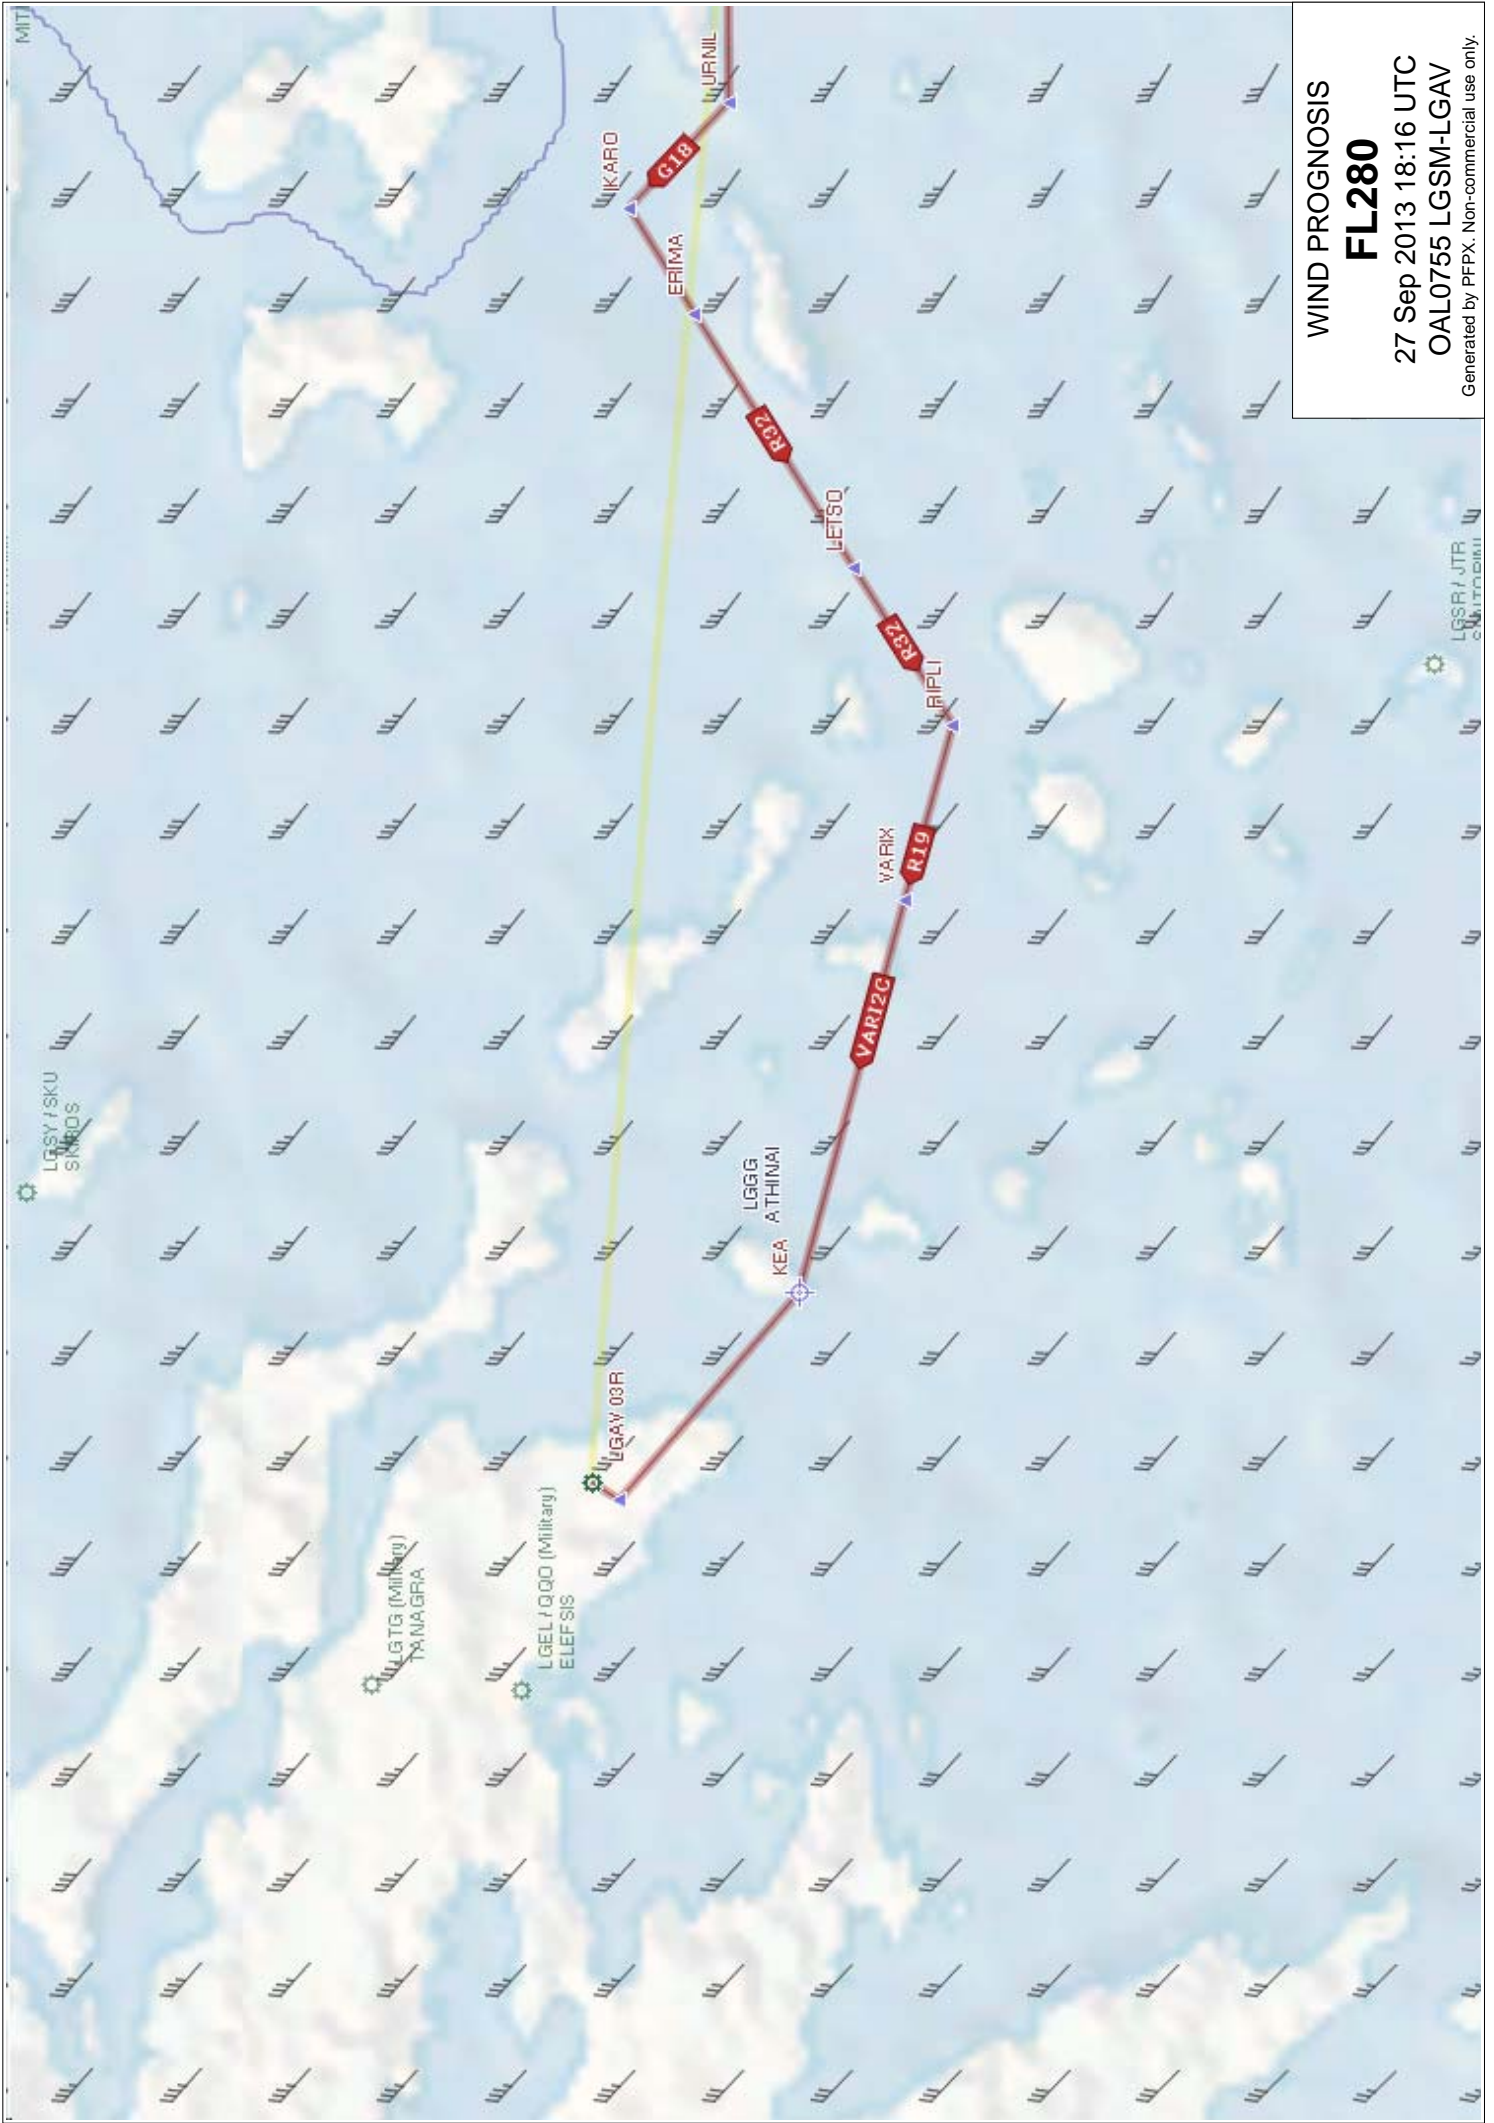 WIND PROGNOSIS
FL280
27 Sep 2013 18:16 UTC
OAL0755 LGSM-LGAV
Generated by PFPX. Non-commercial use only.
MIT
URNIL
G18
IKARO
ERIMA
R32
LETSO
R32
RIPLI
R19
VARIX
VARI2C
LGGG
ATHINAI
KEA
LGAV 03R
LGSY / SKU
SKIROS
LGTG (Military)
TANAGRA
LGEL / QQO (Military)
ELEFSIS
LGSR / JTR